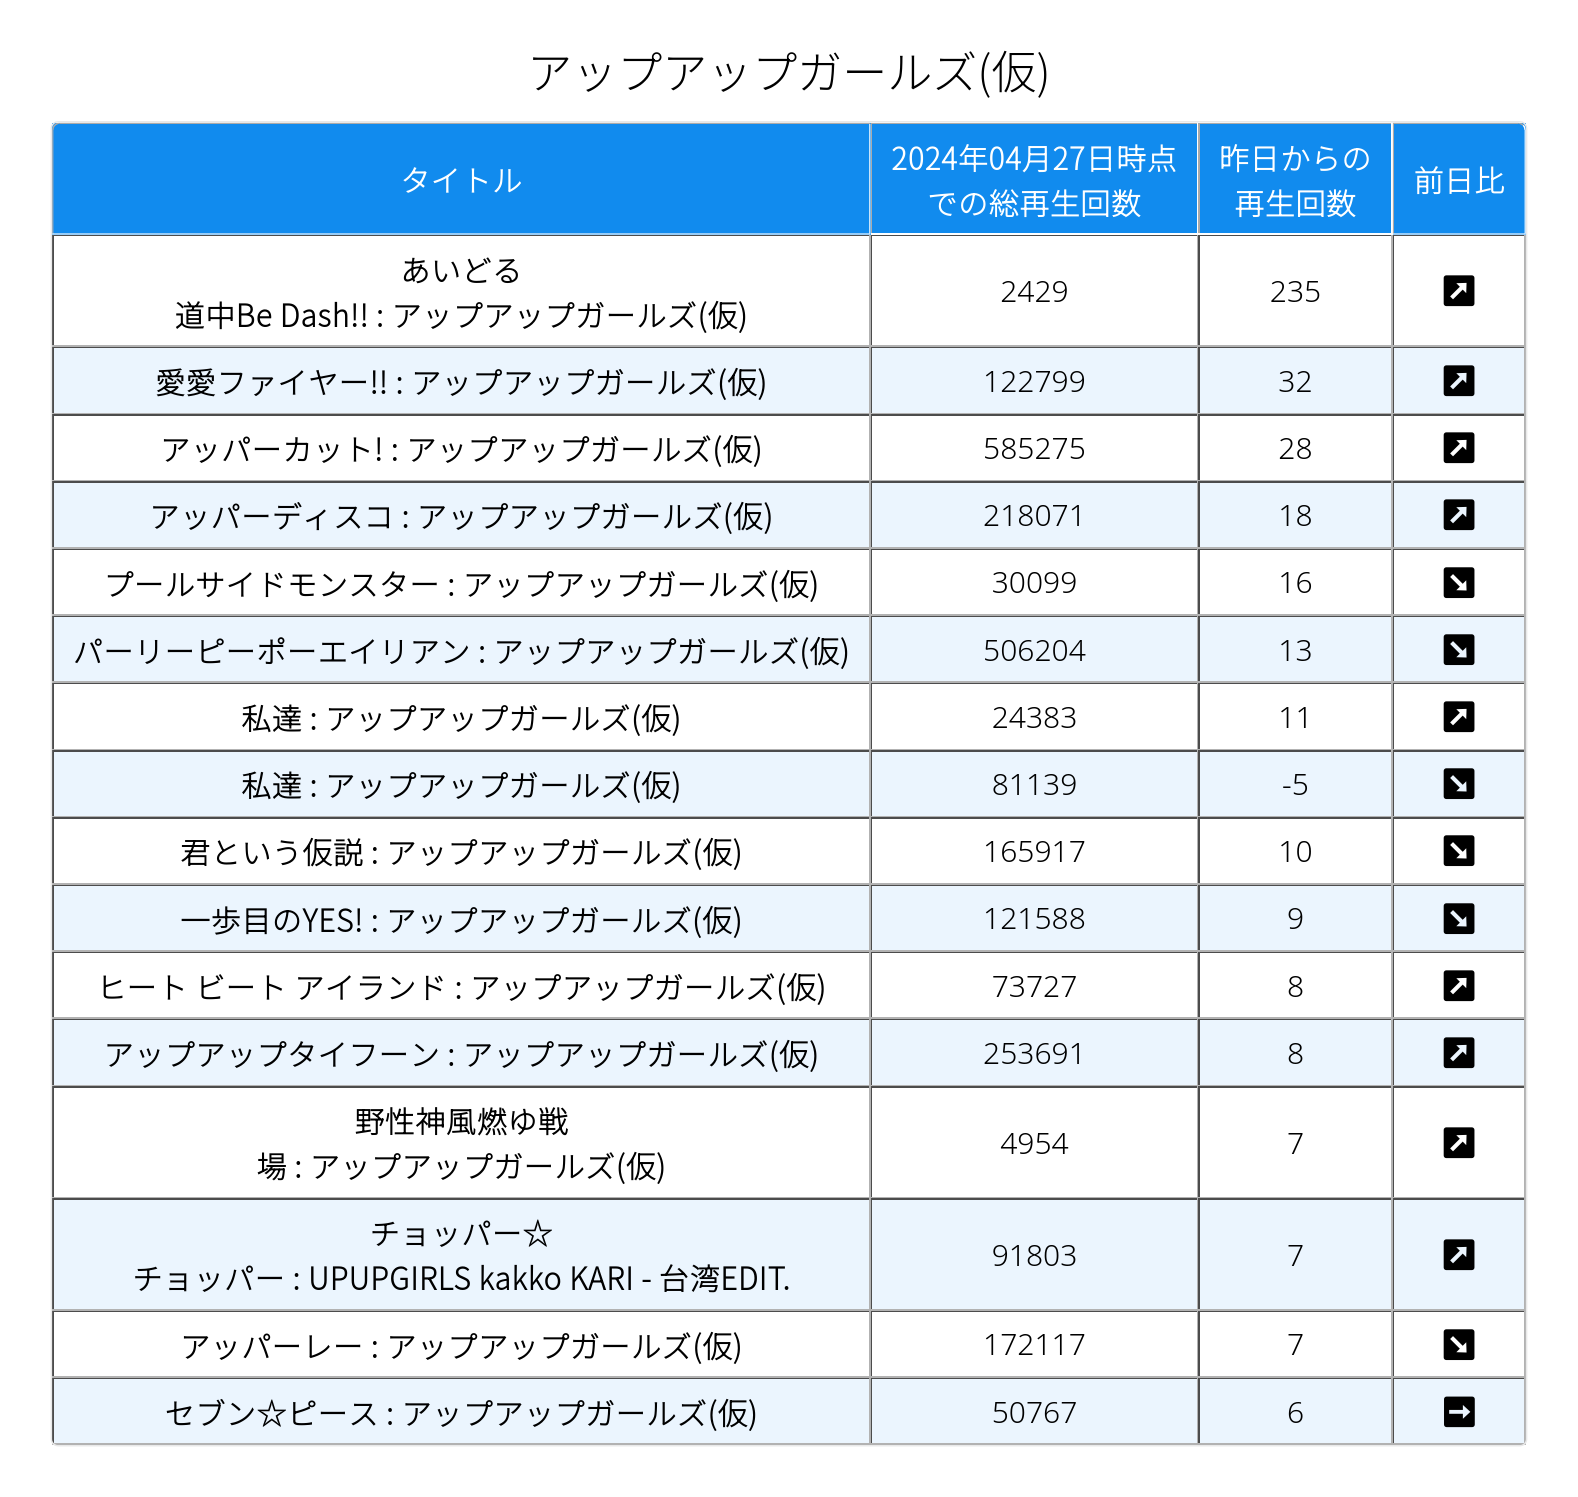 アップアップガールズ(仮)
タイトル
2024年04月27日時点
での総再生回数
昨日からの
再生回数
前日比
あいどる
道中Be Dash!! : アップアップガールズ(仮)
2429
235
愛愛ファイヤー!! : アップアップガールズ(仮)
122799
32
アッパーカット! : アップアップガールズ(仮)
585275
28
アッパーディスコ : アップアップガールズ(仮)
218071
18
プールサイドモンスター : アップアップガールズ(仮)
30099
16
パーリーピーポーエイリアン : アップアップガールズ(仮)
506204
13
私達 : アップアップガールズ(仮)
24383
11
私達 : アップアップガールズ(仮)
81139
-5
君という仮説 : アップアップガールズ(仮)
165917
10
一歩目のYES! : アップアップガールズ(仮)
121588
9
ヒート ビート アイランド : アップアップガールズ(仮)
73727
8
アップアップタイフーン : アップアップガールズ(仮)
253691
8
野性神風燃ゆ戦
場 : アップアップガールズ(仮)
4954
7
チョッパー☆
チョッパー : UPUPGIRLS kakko KARI - 台湾EDIT.
91803
7
アッパーレー : アップアップガールズ(仮)
172117
7
セブン☆ピース : アップアップガールズ(仮)
50767
6